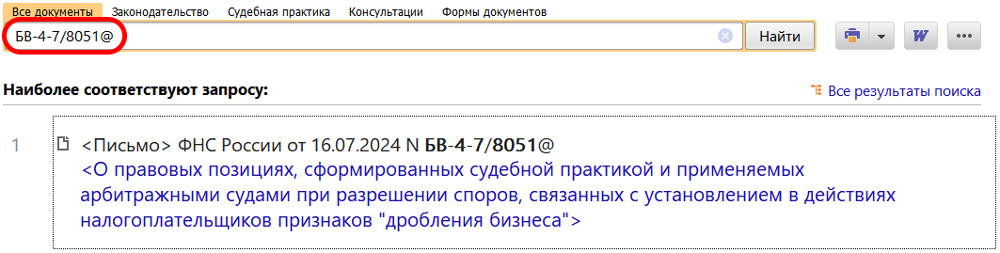 Все документы Законодательство Судебная практика Консультации Формы документов
БВ-4-7/8051@ Найти W
Наиболее соответствуют запросу: Все результаты поиска
1 <Письмо> ФНС России от 16.07.2024 N БВ-4-7/8051@
<О правовых позициях, сформированных судебной практикой и применяемых
арбитражными судами при разрешении споров, связанных с установлением в действиях
налогоплательщиков признаков "дробления бизнеса">